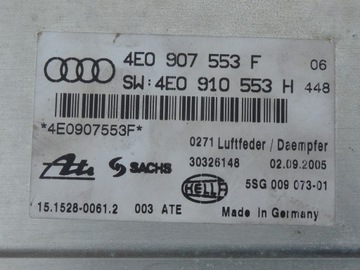 4E0 907 553 F 06
SW: 4E0 910 553 H 448
*4E0907553F*
0271 Luftfeder / Daempfer
Ate SACHS 30326148 02.09.2005
HELLA 5SG 009 073-01
15.1528-0061.2 003 ATE Made in Germany